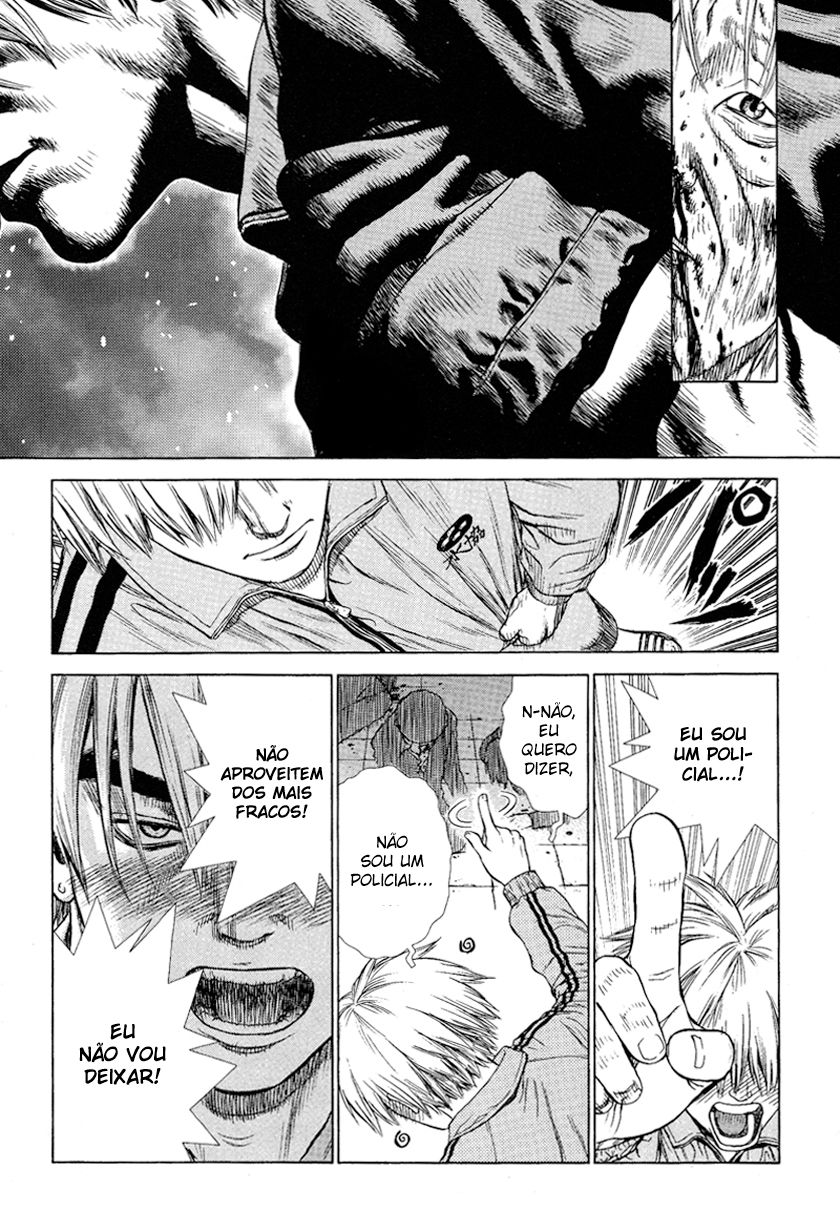 EU SOU
UM POLI-
CIAL...!
N-NÃO,
EU
QUERO
DIZER,
NÃO
SOU UM
POLICIAL...
NÃO
APROVEITEM
DOS MAIS
FRACOS!
EU
NÃO VOU
DEIXAR!